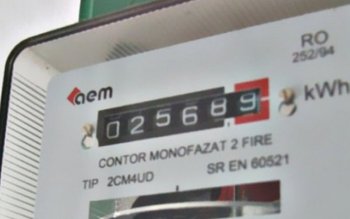 RO
252/94
aem
025689
kWh
CONTOR MONOFAZAT 2 FIRE
TIP 2CM4UD SR EN 60521